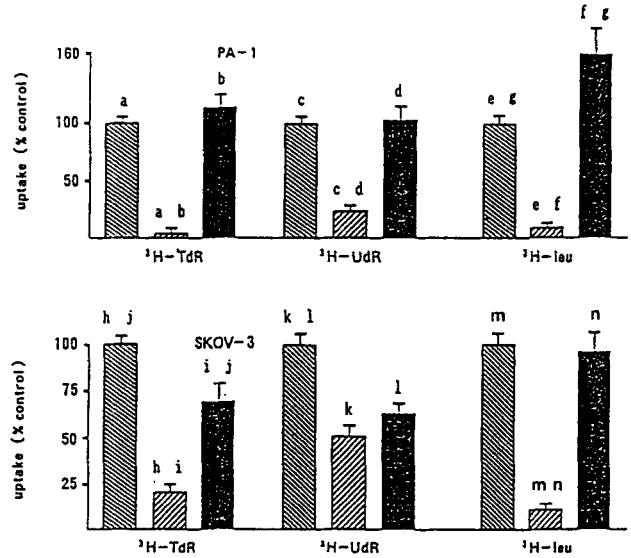 f g
160
PA-1
b
a
c
d
e g
100
uptake (% control)
50
c d
a b
e f
³H-TdR
³H-UdR
³H-leu
h j
k l
m
n
100
SKOV-3
i j
l
75
k
uptake (% control)
50
h i
m n
25
³H-TdR
³H-UdR
³H-leu